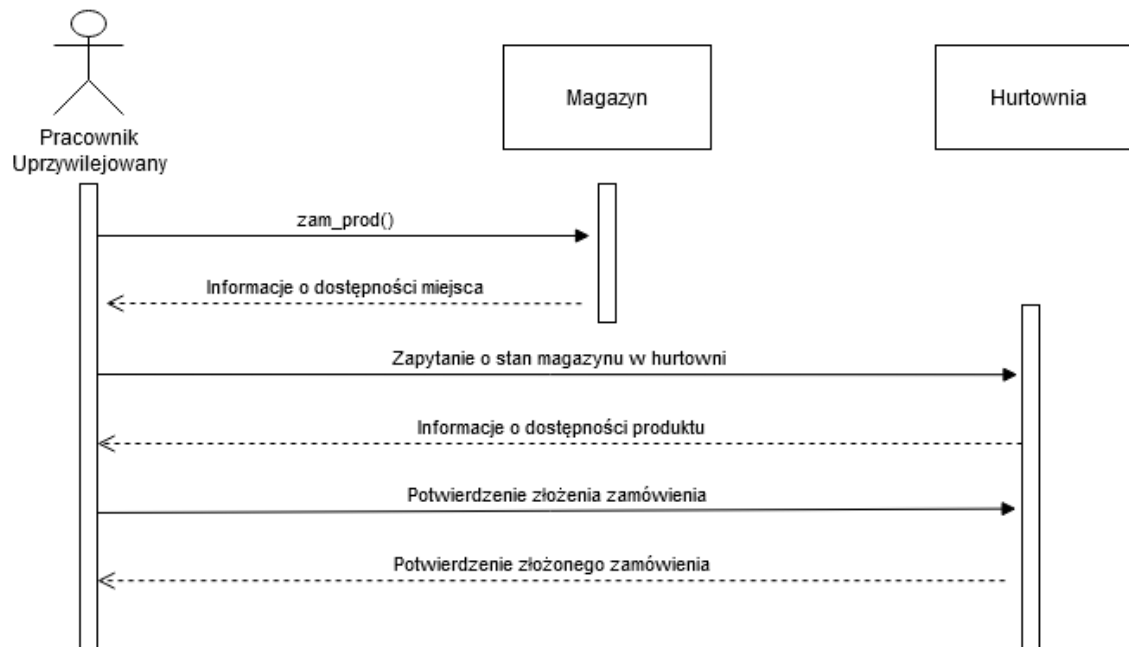 Magazyn
Hurtownia
Pracownik
Uprzywilejowany
zam_prod()
Informacje o dostępności miejsca
Zapytanie o stan magazynu w hurtowni
Informacje o dostępności produktu
Potwierdzenie złożenia zamówienia
Potwierdzenie złożonego zamówienia